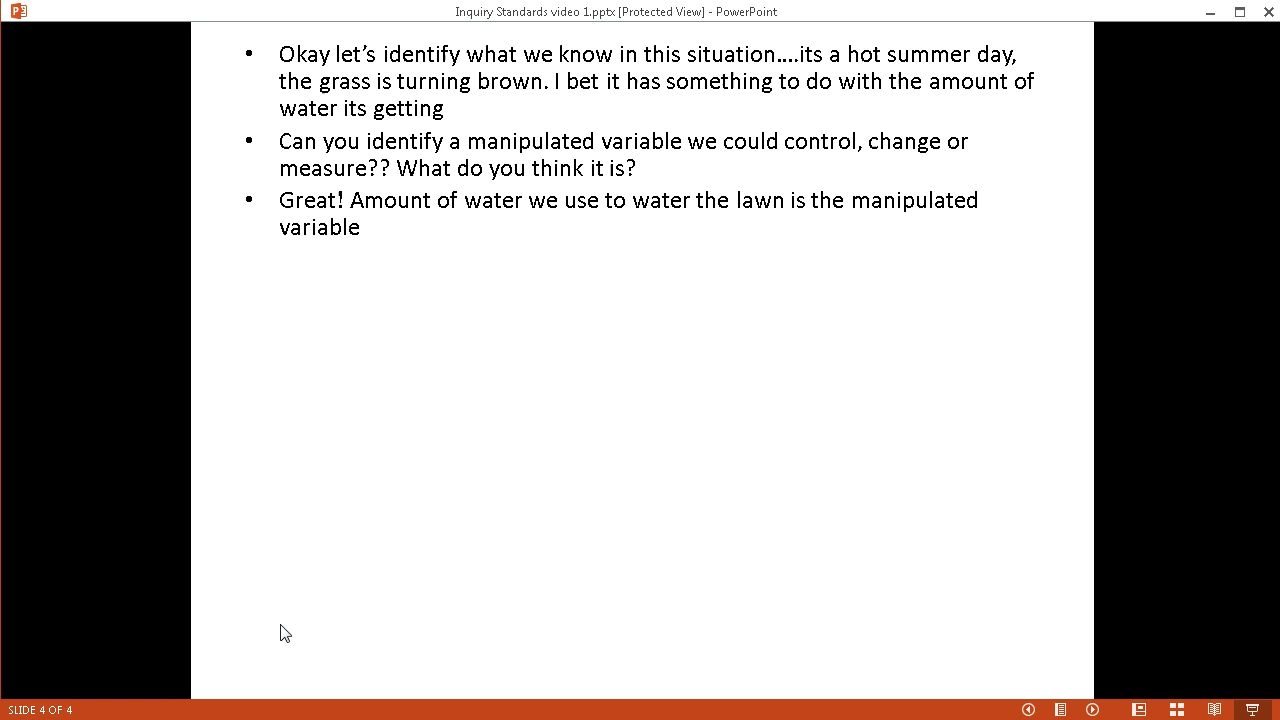 Inquiry Standards video 1.pptx [Protected View] - PowerPoint
• Okay let’s identify what we know in this situation....its a hot summer day,
the grass is turning brown. I bet it has something to do with the amount of
water its getting
• Can you identify a manipulated variable we could control, change or
measure?? What do you think it is?
• Great! Amount of water we use to water the lawn is the manipulated
variable
SLIDE 4 OF 4